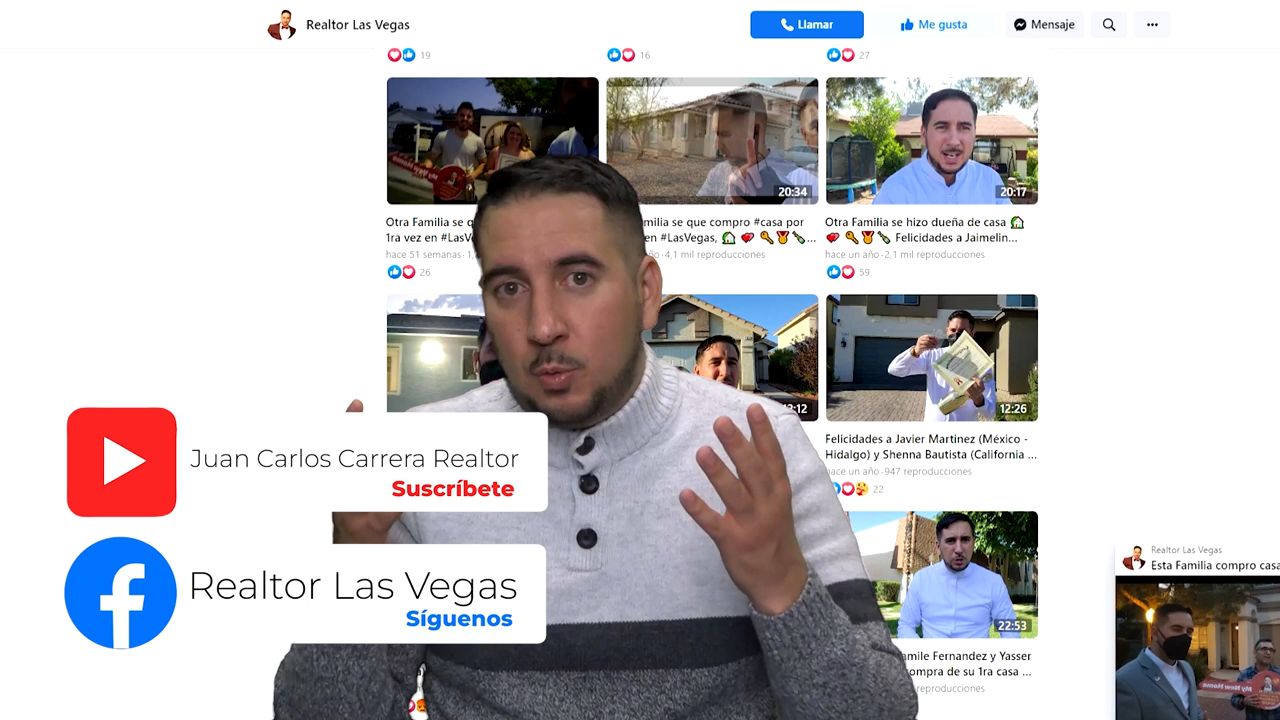 Realtor Las Vegas
Llamar
Me gusta
Mensaje
19
16
27
20:34
20:17
Otra Familia se
1ra vez en
hace 51 semanas
26
se que compro #casa por
en #LasVegas,
4,1 mil reproducciones
Otra Familia se hizo dueña de casa
Felicidades a Jaimelin...
hace un año · 2,1 mil reproducciones
59
12:26
Felicidades a Javier Martinez (México -
Hidalgo) y Shenna Bautista (California ...
hace un año · 947 reproducciones
22
Juan Carlos Carrera Realtor
Suscríbete
Realtor Las Vegas
Síguenos
22:53
Fernandez y Yasser
compra de su 1ra casa ...
reproducciones
Realtor Las Vegas
Esta Familia compro casa
My New Home